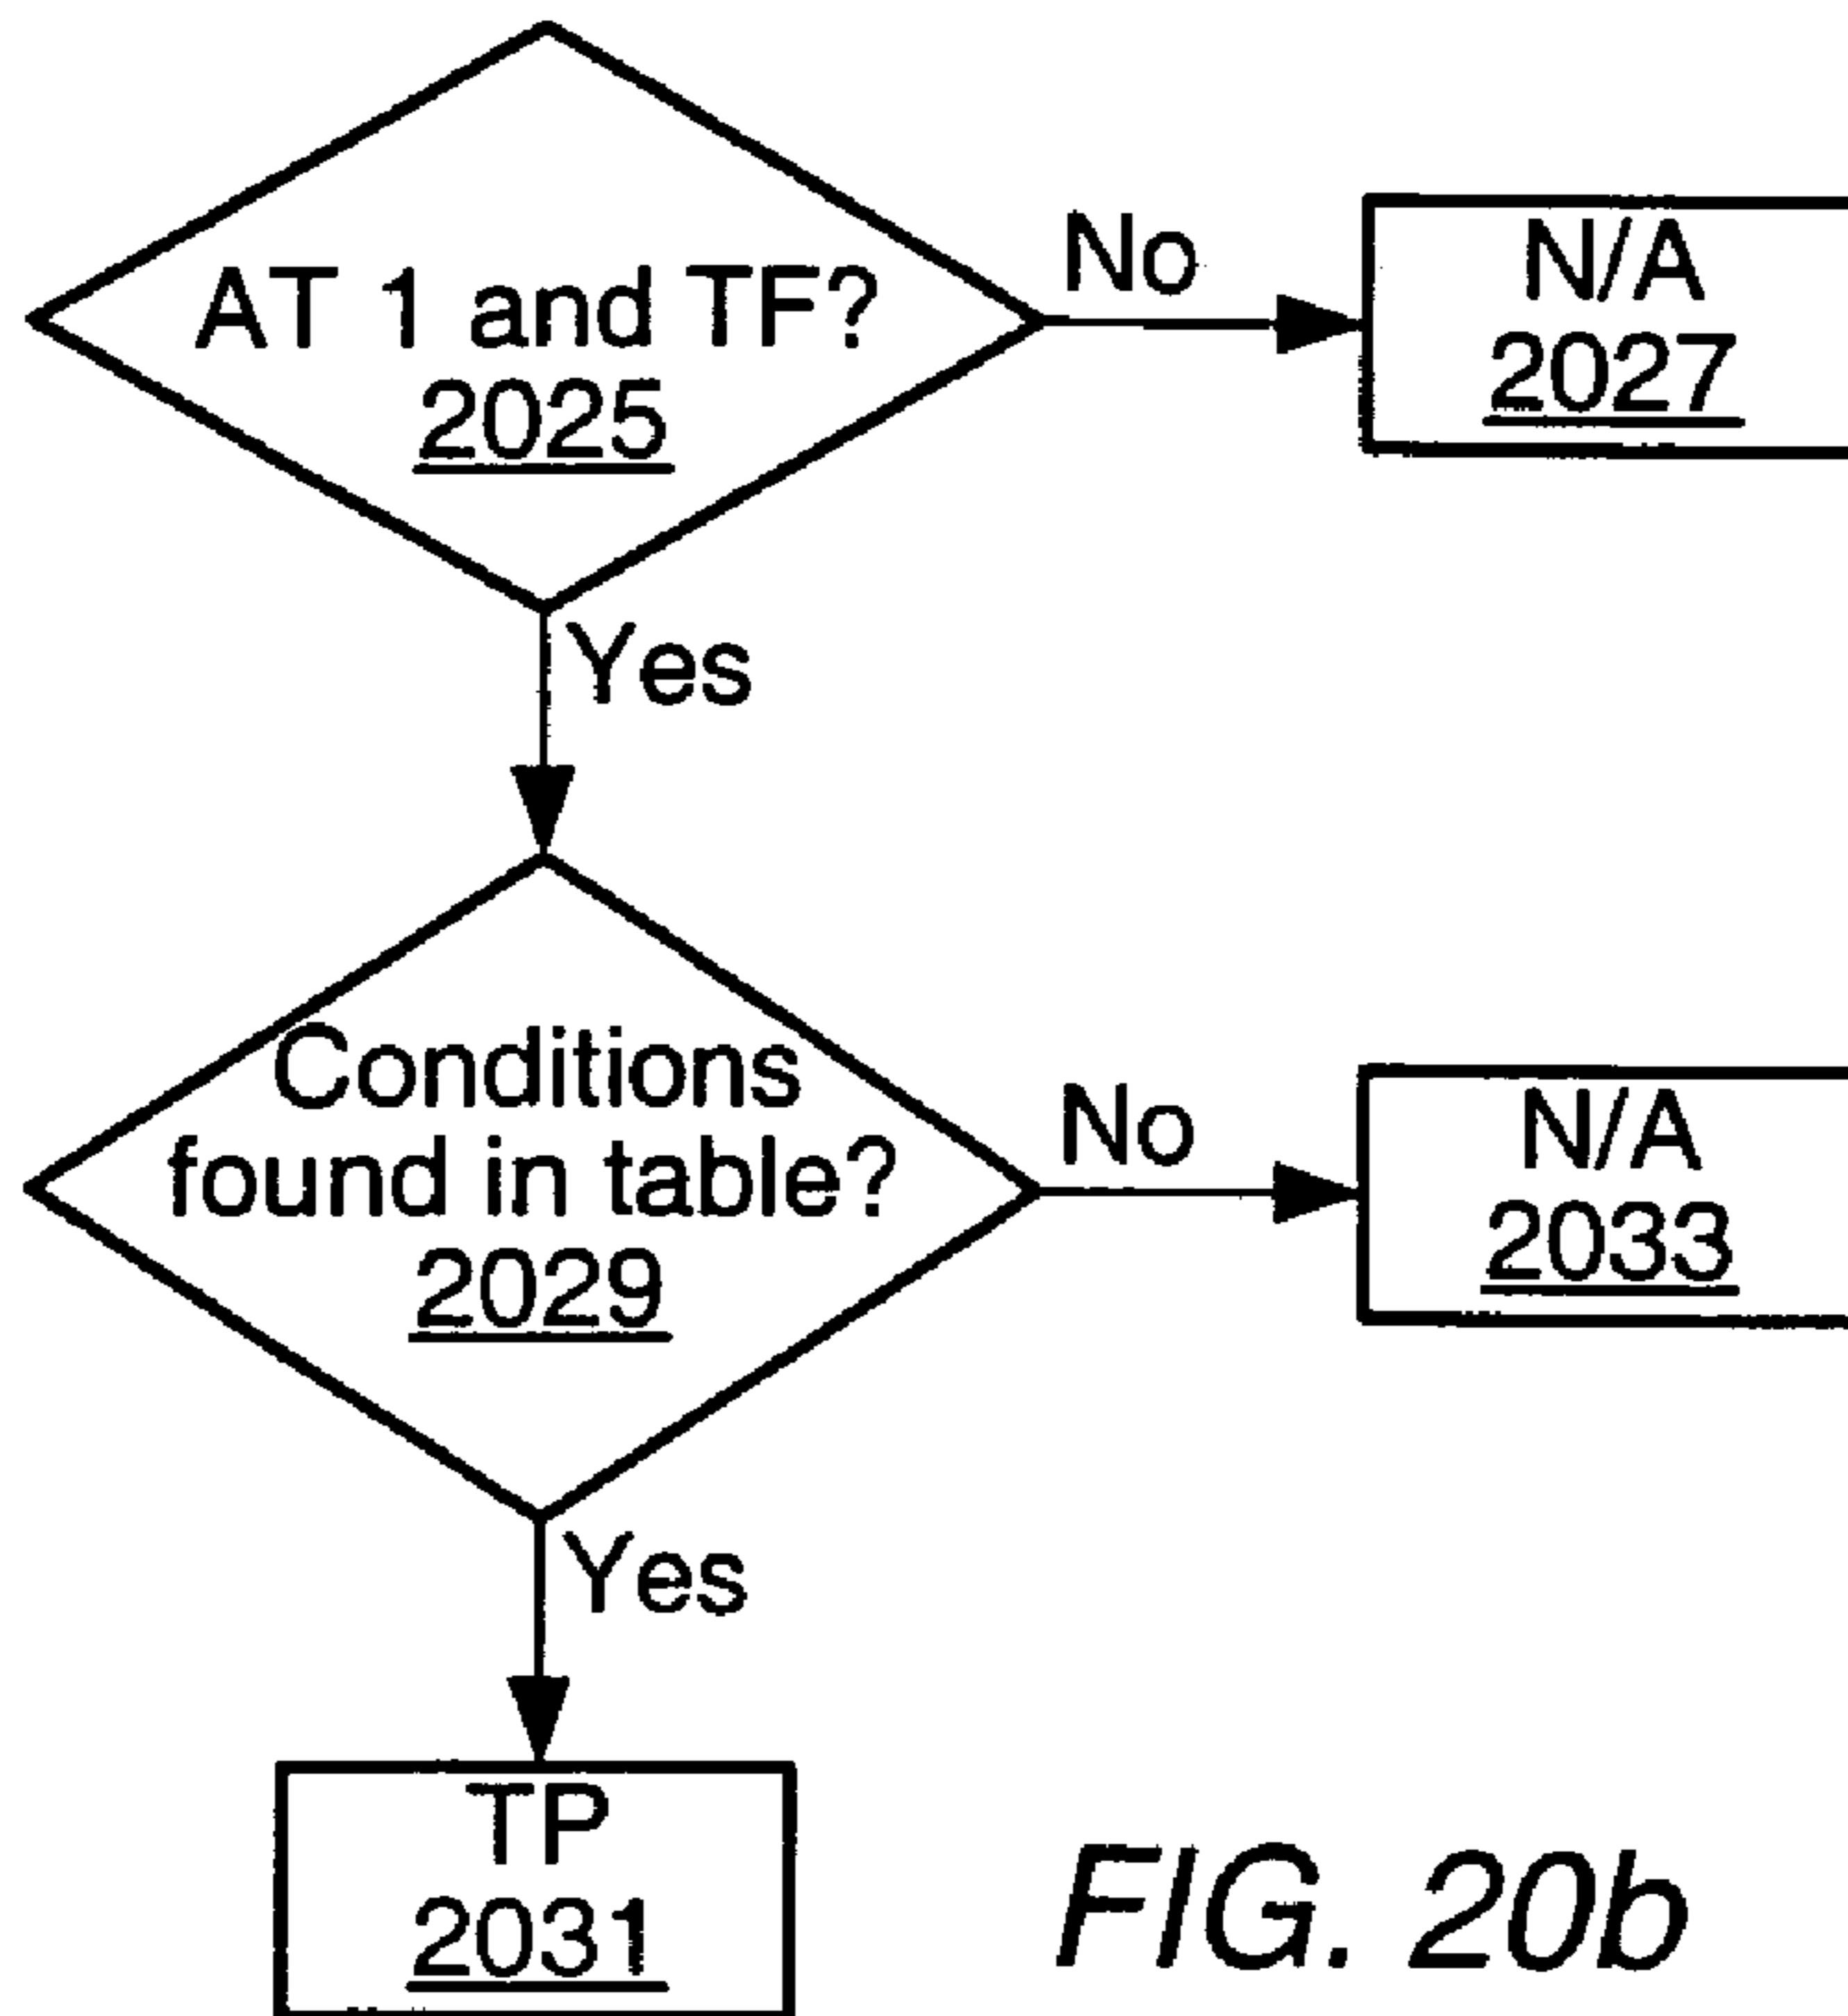 AT 1 and TF?
2025
No
N/A
2027
Yes
Conditions
found in table?
2029
No
N/A
2033
Yes
TP
2031
FIG. 20b